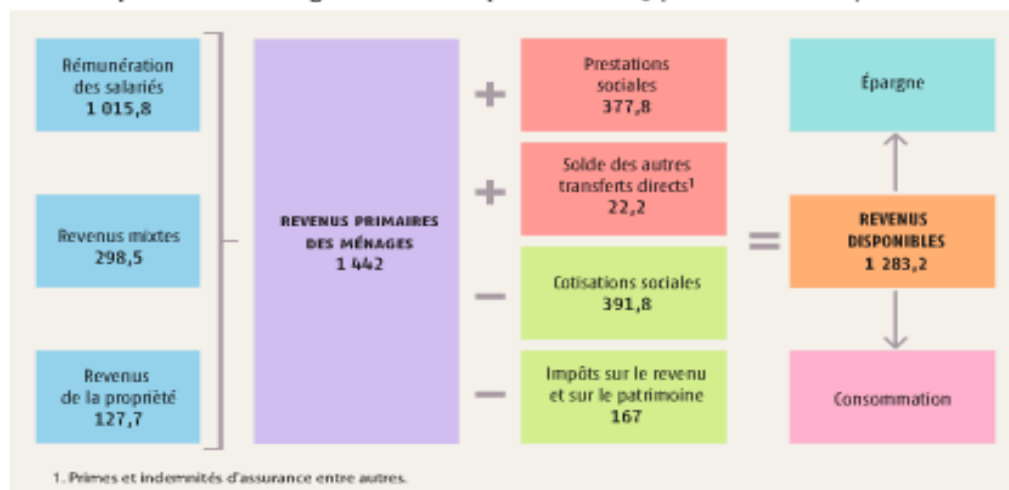 Rémunération
des salariés
1 015,8
Revenus mixtes
298,5
Revenus
de la propriété
127,7
REVENUS PRIMAIRES
DES MÉNAGES
1 442
Prestations
sociales
377,8
Solde des autres
transferts directs¹
22,2
Cotisations sociales
391,8
Impôts sur le revenu
et sur le patrimoine
167
Épargne
REVENUS
DISPONIBLES
1 283,2
Consommation
1. Primes et indemnités d'assurance entre autres.